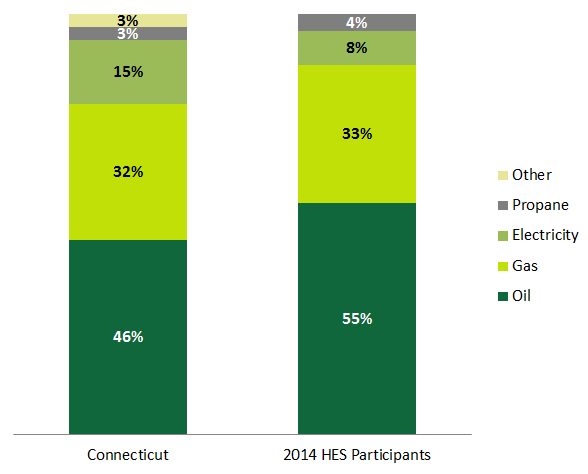 3%
3%
4%
15%
8%
32%
33%
46%
55%
Other
Propane
Electricity
Gas
Oil
Connecticut
2014 HES Participants